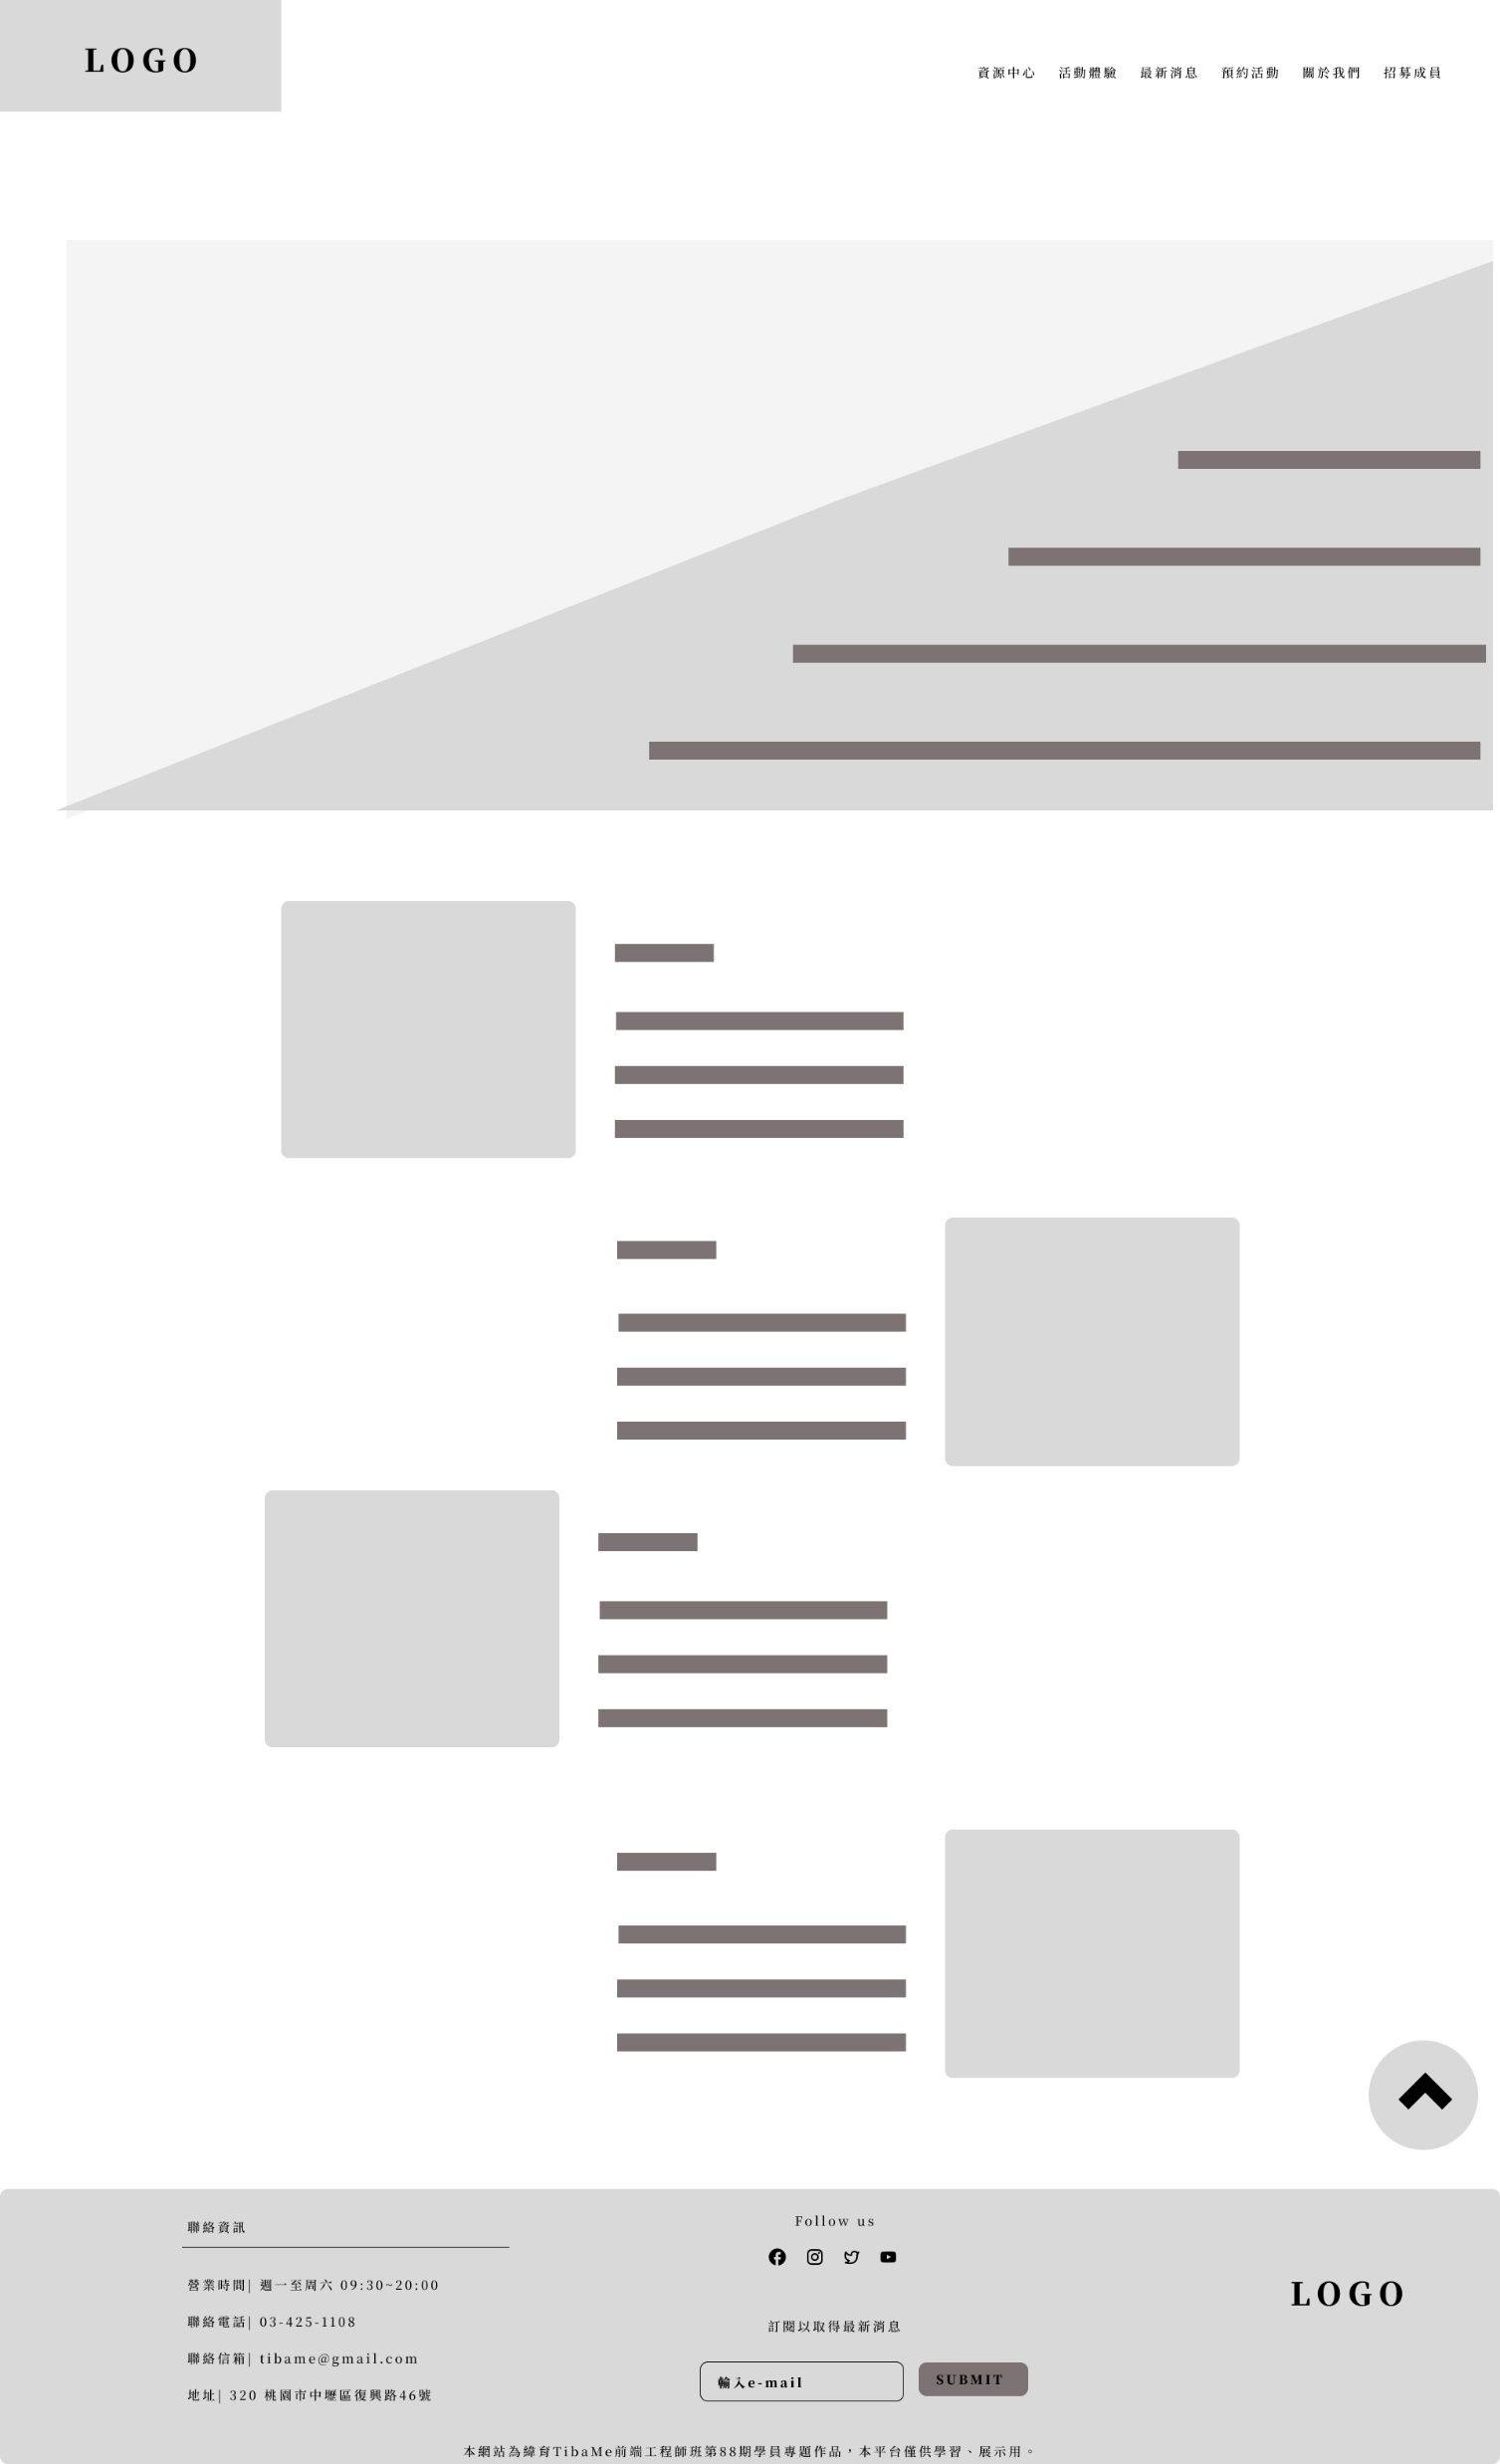 LOGO
資源中心 活動體驗 最新消息 預約活動 關於我們 招募成員
聯絡資訊
營業時間| 週一至周六 09:30~20:00
聯絡電話| 03-425-1108
聯絡信箱| tibame@gmail.com
地址| 320 桃園市中壢區復興路46號
Follow us
訂閱以取得最新消息
輸入e-mail
SUBMIT
LOGO
本網站為緯育TibaMe前端工程師班第88期學員專題作品，本平台僅供學習、展示用。